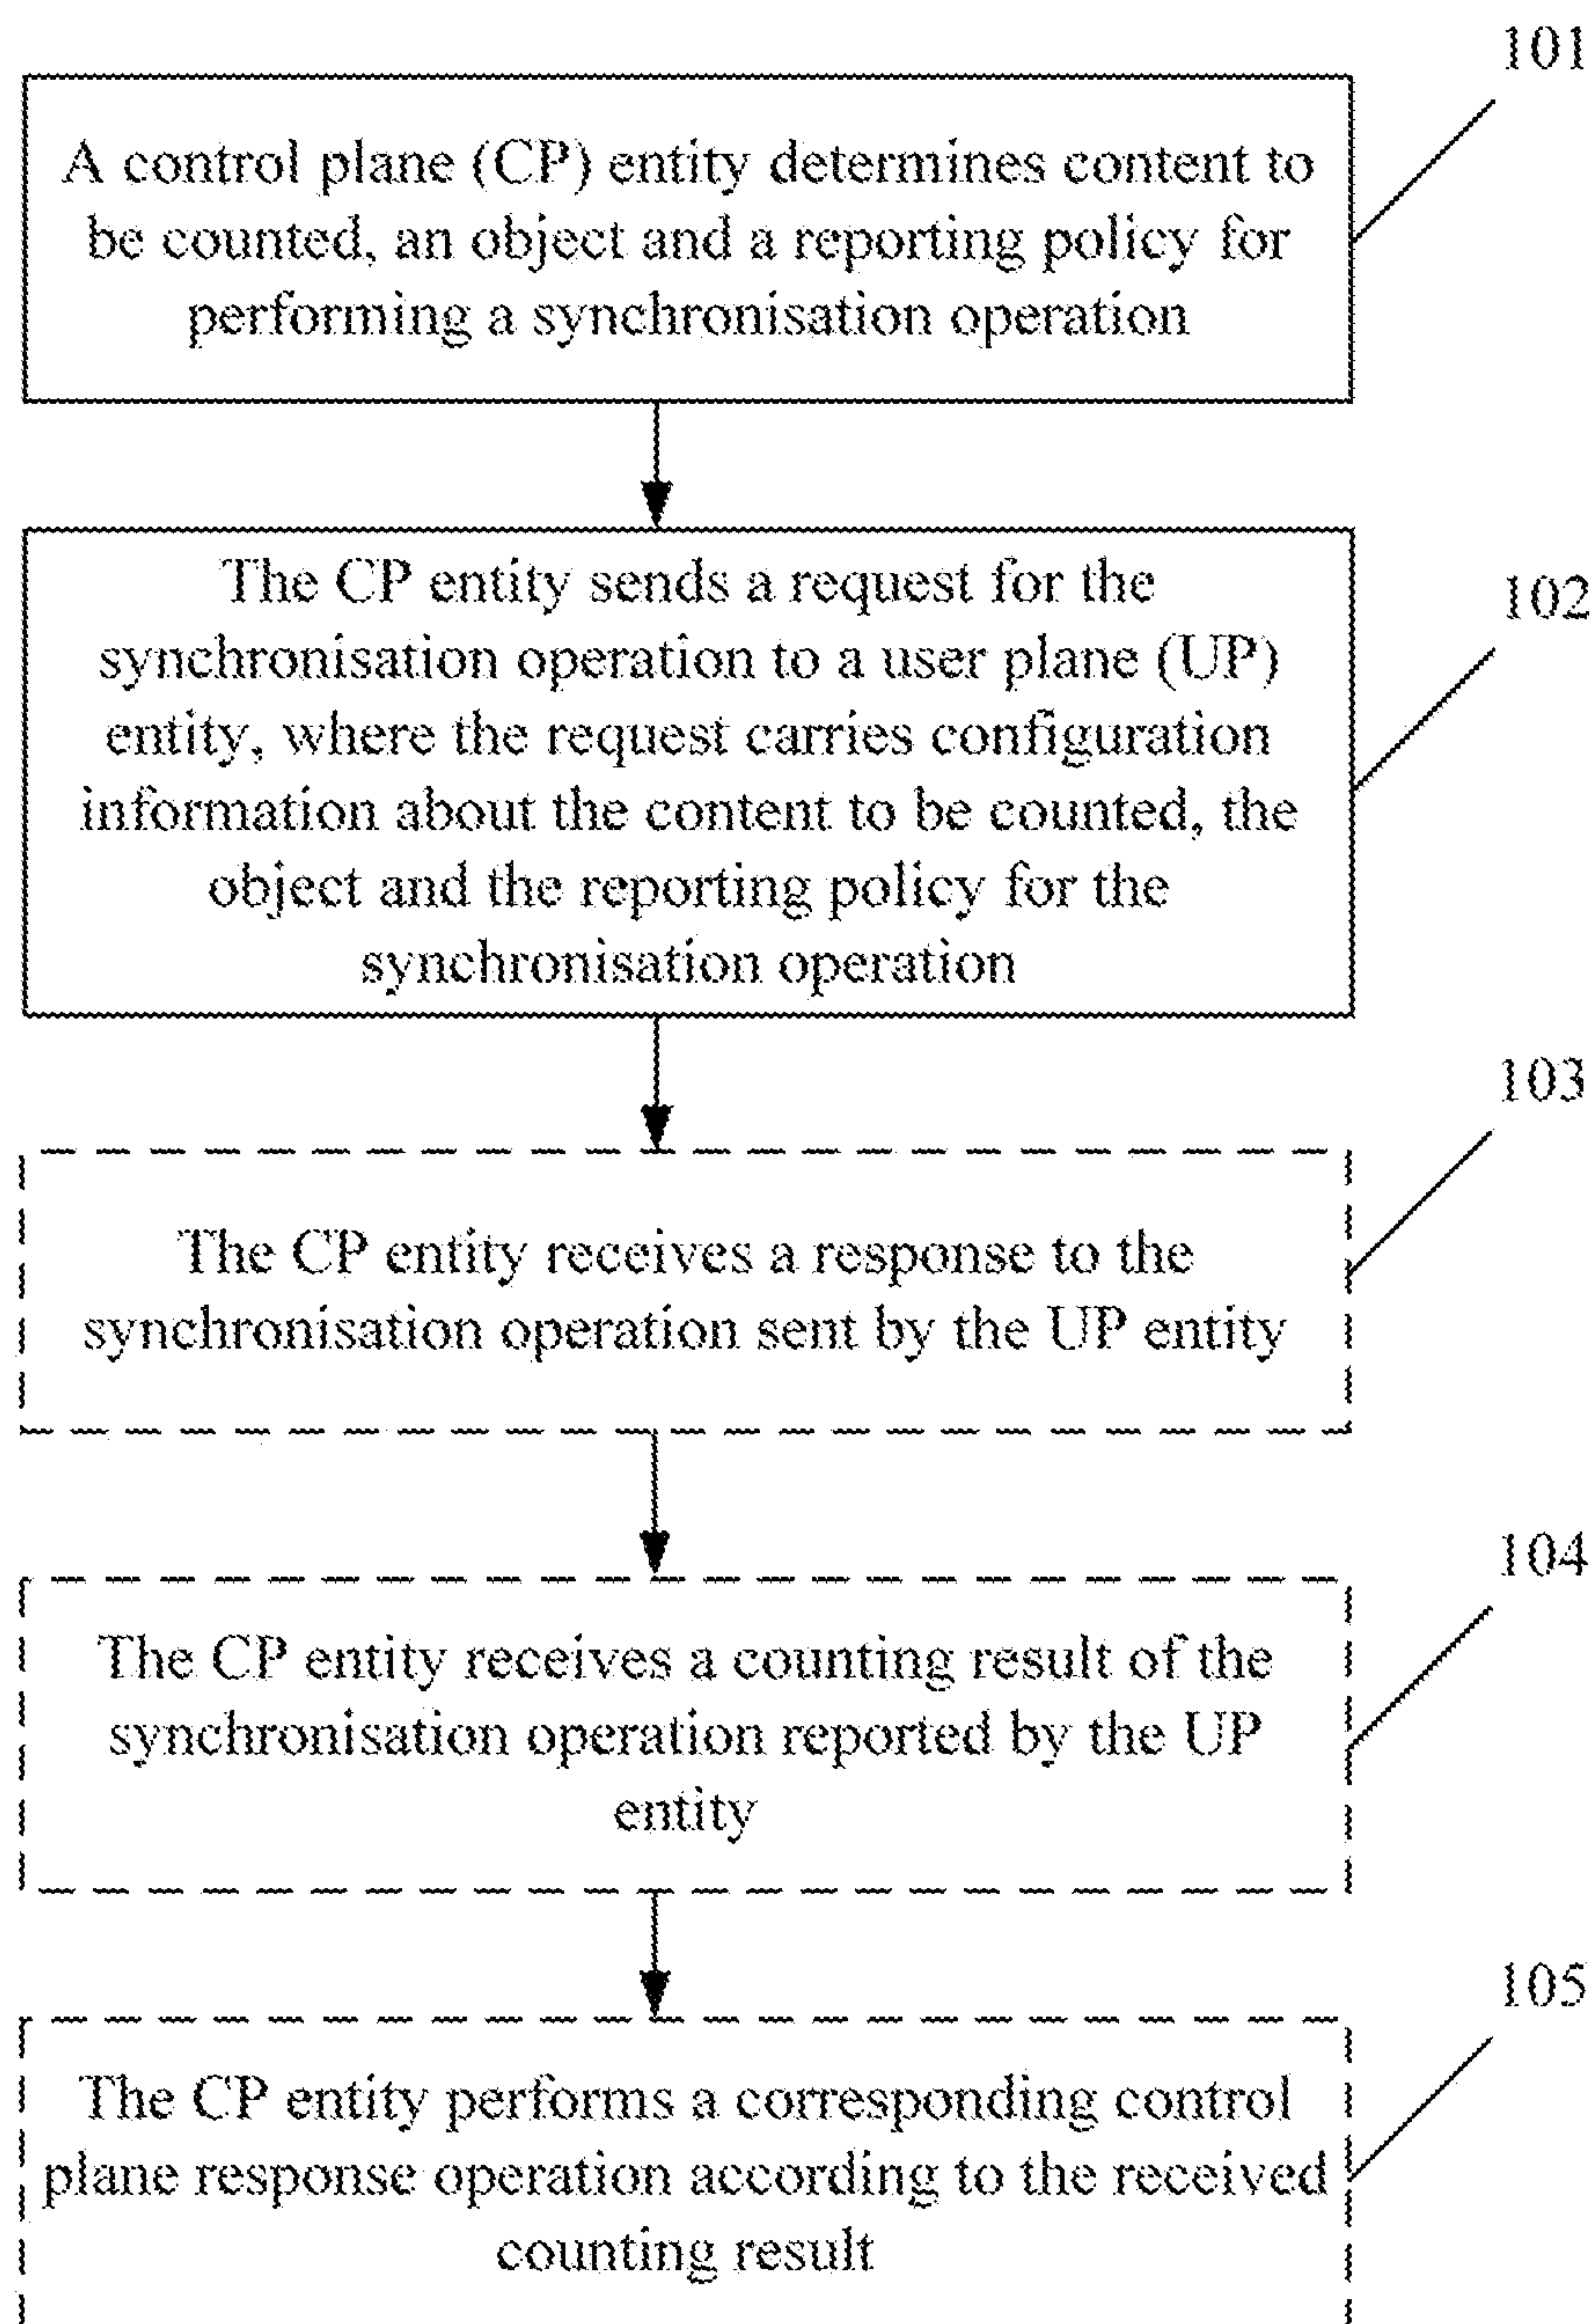 101
A control plane (CP) entity determines content to
be counted, an object and a reporting policy for
performing a synchronisation operation
102
The CP entity sends a request for the
synchronisation operation to a user plane (UP)
entity, where the request carries configuration
information about the content to be counted, the
object and the reporting policy for the
synchronisation operation
103
The CP entity receives a response to the
synchronisation operation sent by the UP entity
104
The CP entity receives a counting result of the
synchronisation operation reported by the UP
entity
105
The CP entity performs a corresponding control
plane response operation according to the received
counting result